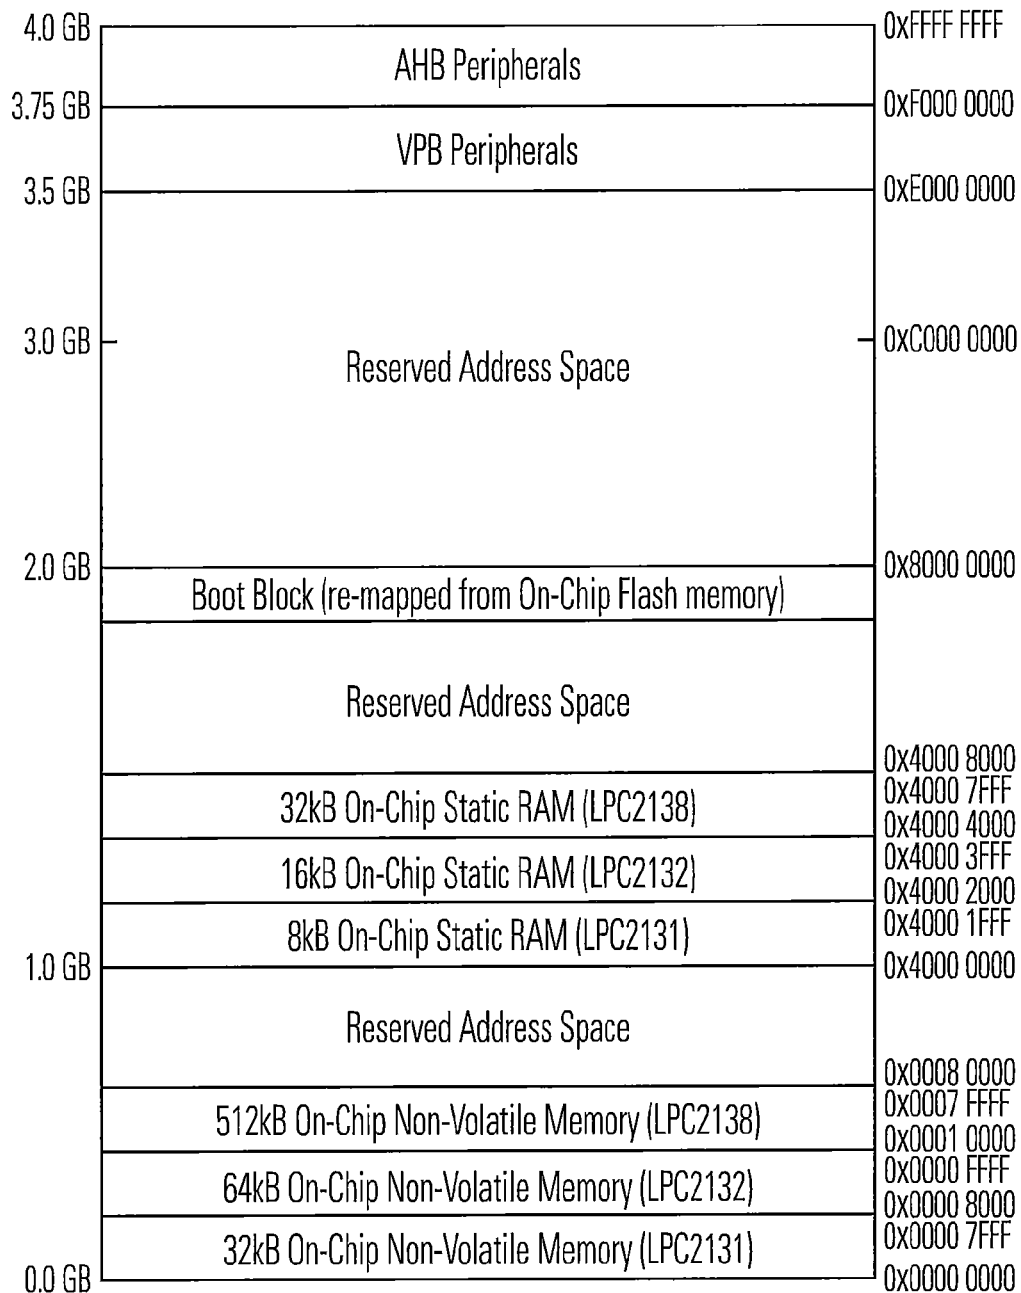 4.0 GB 0XFFFF FFFF
AHB Peripherals
3.75 GB 0XF000 0000
VPB Peripherals
3.5 GB 0XE000 0000
3.0 GB 0XC000 0000
Reserved Address Space
2.0 GB 0X8000 0000
Boot Block (re-mapped from On-Chip Flash memory)
Reserved Address Space
0X4000 8000
0X4000 7FFF
32kB On-Chip Static RAM (LPC2138)
0X4000 4000
0X4000 3FFF
16kB On-Chip Static RAM (LPC2132)
0X4000 2000
0X4000 1FFF
8kB On-Chip Static RAM (LPC2131)
1.0 GB 0X4000 0000
Reserved Address Space
0X0008 0000
0X0007 FFFF
512kB On-Chip Non-Volatile Memory (LPC2138)
0X0001 0000
0X0000 FFFF
64kB On-Chip Non-Volatile Memory (LPC2132)
0X0000 8000
0X0000 7FFF
32kB On-Chip Non-Volatile Memory (LPC2131)
0.0 GB 0X0000 0000